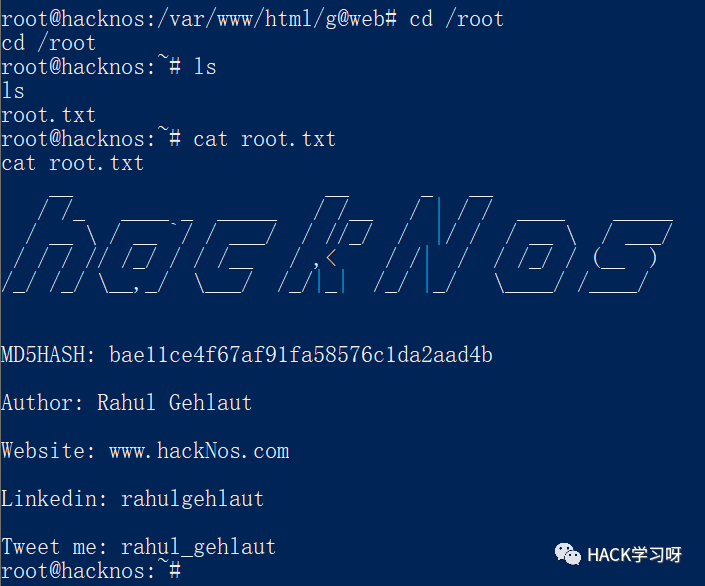 root@hacknos:/var/www/html/g@web# cd /root
cd /root
root@hacknos:~# ls
ls
root.txt
root@hacknos:~# cat root.txt
cat root.txt
hackNos
MD5HASH: bae11ce4f67af91fa58576c1da2aad4b
Author: Rahul Gehlaut
Website: www.hackNos.com
Linkedin: rahulgehlaut
Tweet me: rahul_gehlaut
root@hacknos:~#
HACK学习呀